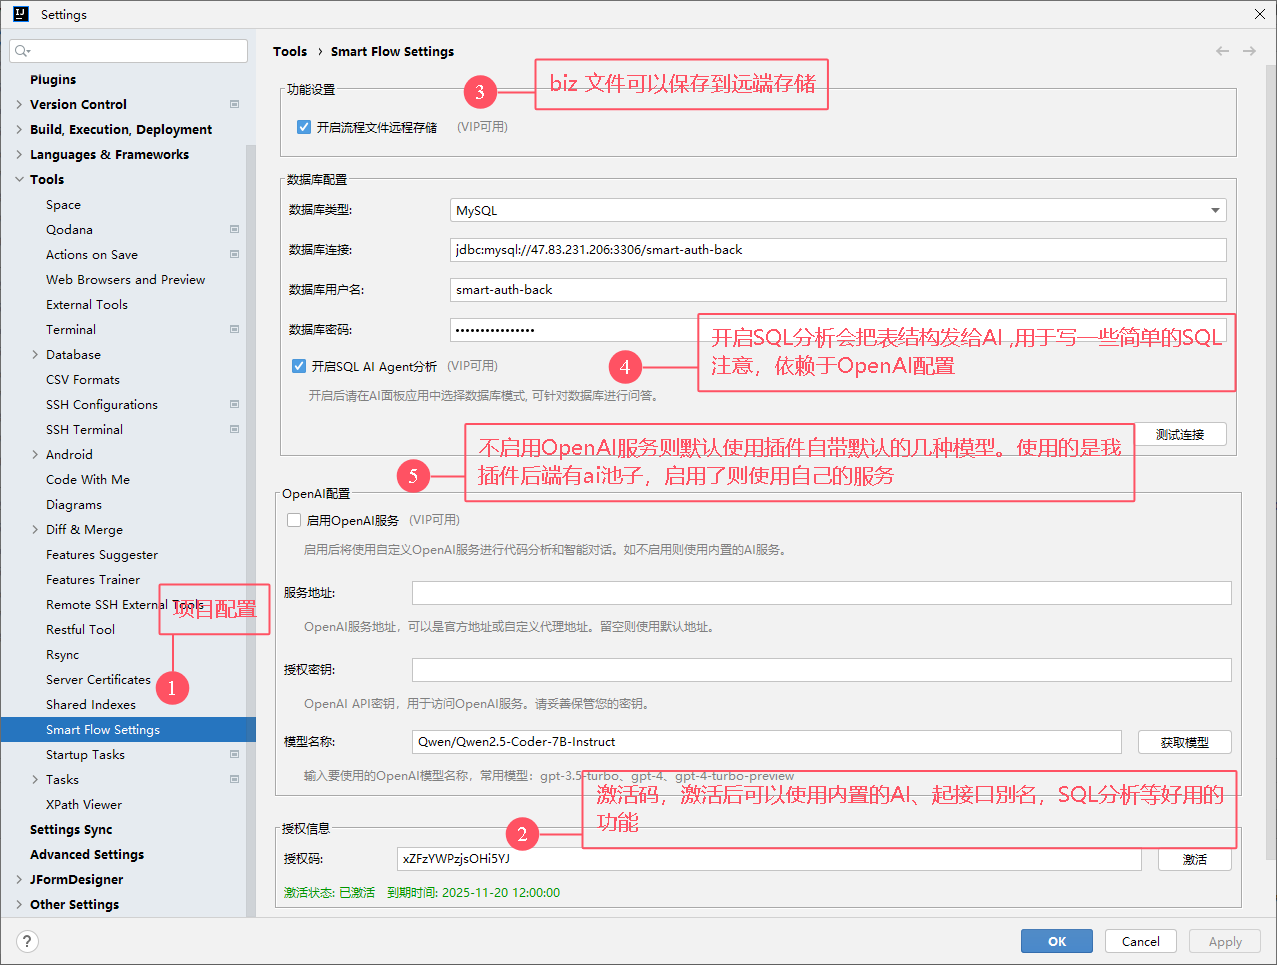 Settings
Plugins
Version Control
Build, Execution, Deployment
Languages & Frameworks
Tools
Space
Qodana
Actions on Save
Web Browsers and Preview
External Tools
Terminal
Database
CSV Formats
SSH Configurations
SSH Terminal
Android
Code With Me
Diagrams
Diff & Merge
Features Suggester
Features Trainer
Remote SSH External Tools
Restful Tool
Rsync
Server Certificates
Shared Indexes
Smart Flow Settings
Startup Tasks
Tasks
XPath Viewer
Settings Sync
Advanced Settings
JFormDesigner
Other Settings
项目配置
1
Tools › Smart Flow Settings
功能设置
3
biz 文件可以保存到远端存储
开启流程文件远程存储 (VIP可用)
数据库配置
数据库类型: MySQL
数据库连接: jdbc:mysql://47.83.231.206:3306/smart-auth-back
数据库用户名: smart-auth-back
数据库密码: ••••••••••••••••
开启SQL AI Agent分析 (VIP可用)
4
开启SQL分析会把表结构发给AI ,用于写一些简单的SQL
注意，依赖于OpenAI配置
开启后请在AI面板应用中选择数据库模式, 可针对数据库进行问答。
测试连接
5
不启用OpenAI服务则默认使用插件自带默认的几种模型。使用的是我
插件后端有ai池子，启用了则使用自己的服务
OpenAI配置
启用OpenAI服务 (VIP可用)
启用后将使用自定义OpenAI服务进行代码分析和智能对话。如不启用则使用内置的AI服务。
服务地址:
OpenAI服务地址，可以是官方地址或自定义代理地址。留空则使用默认地址。
授权密钥:
OpenAI API密钥，用于访问OpenAI服务。请妥善保管您的密钥。
模型名称: Qwen/Qwen2.5-Coder-7B-Instruct 获取模型
输入要使用的OpenAI模型名称，常用模型：gpt-3.5-turbo、gpt-4、gpt-4-turbo-preview
2
激活码，激活后可以使用内置的AI、起接口别名，SQL分析等好用的
功能
授权信息
授权码: xZFzYWPzjsOHi5YJ 激活
激活状态: 已激活 到期时间: 2025-11-20 12:00:00
?
OK
Cancel
Apply